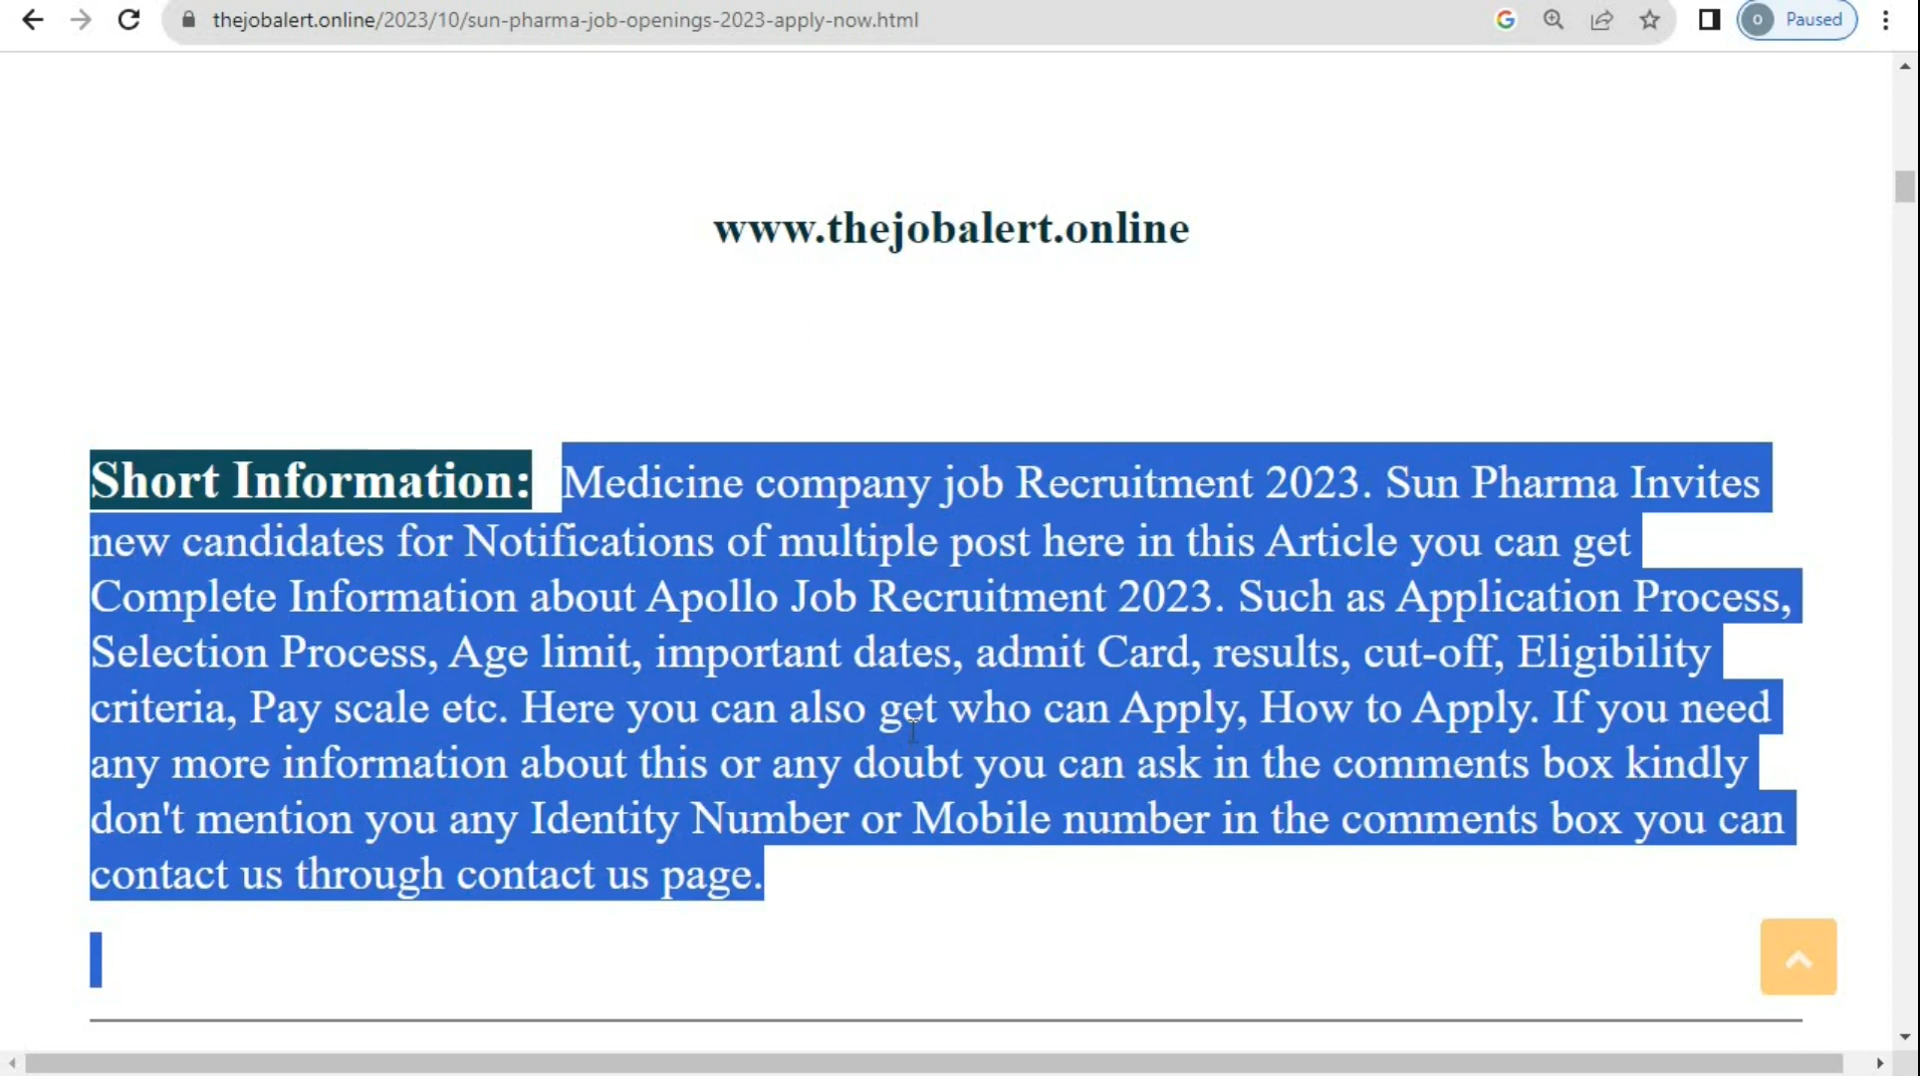 thejobalert.online/2023/10/sun-pharma-job-openings-2023-apply-now.html
o Paused
www.thejobalert.online
Short Information: Medicine company job Recruitment 2023. Sun Pharma Invites
new candidates for Notifications of multiple post here in this Article you can get
Complete Information about Apollo Job Recruitment 2023. Such as Application Process,
Selection Process, Age limit, important dates, admit Card, results, cut-off, Eligibility
criteria, Pay scale etc. Here you can also get who can Apply, How to Apply. If you need
any more information about this or any doubt you can ask in the comments box kindly
don't mention you any Identity Number or Mobile number in the comments box you can
contact us through contact us page.